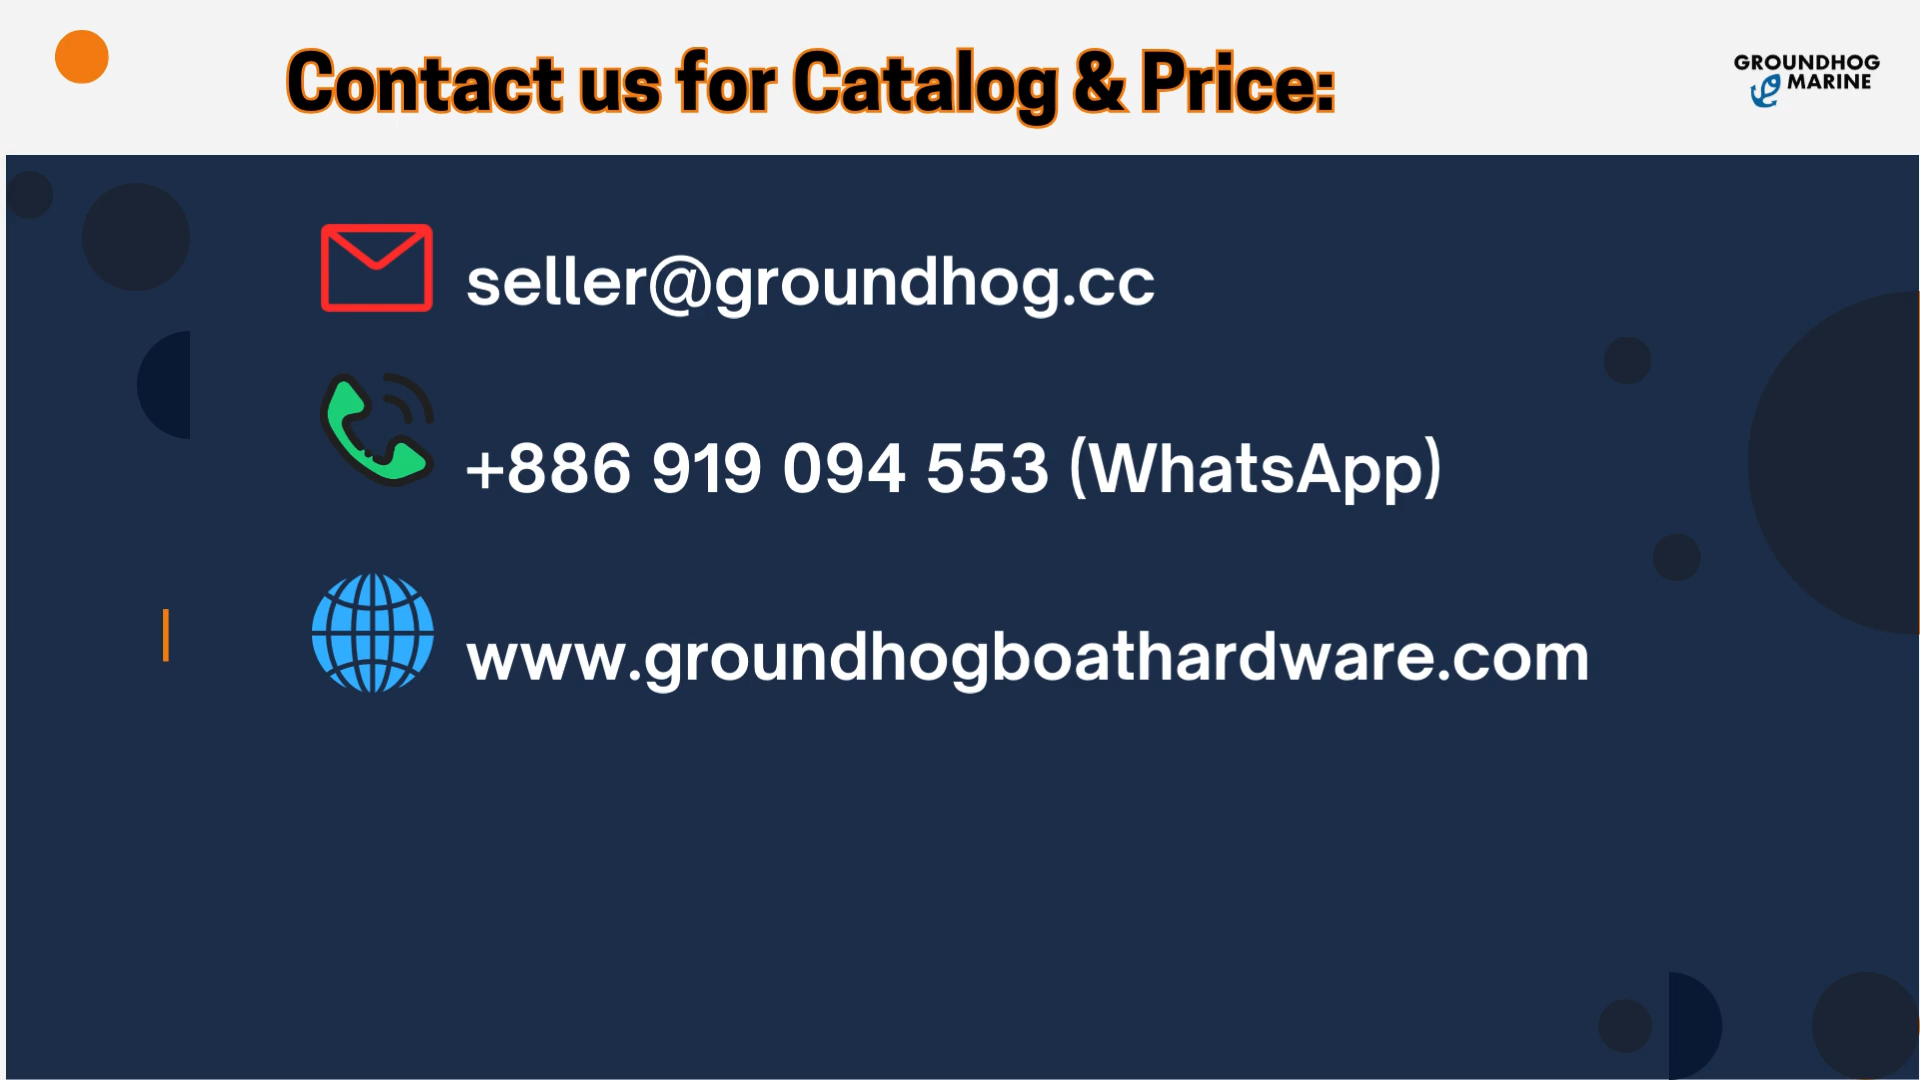 Contact us for Catalog & Price:
GROUNDHOG
MARINE
seller@groundhog.cc
+886 919 094 553 (WhatsApp)
www.groundhogboathardware.com